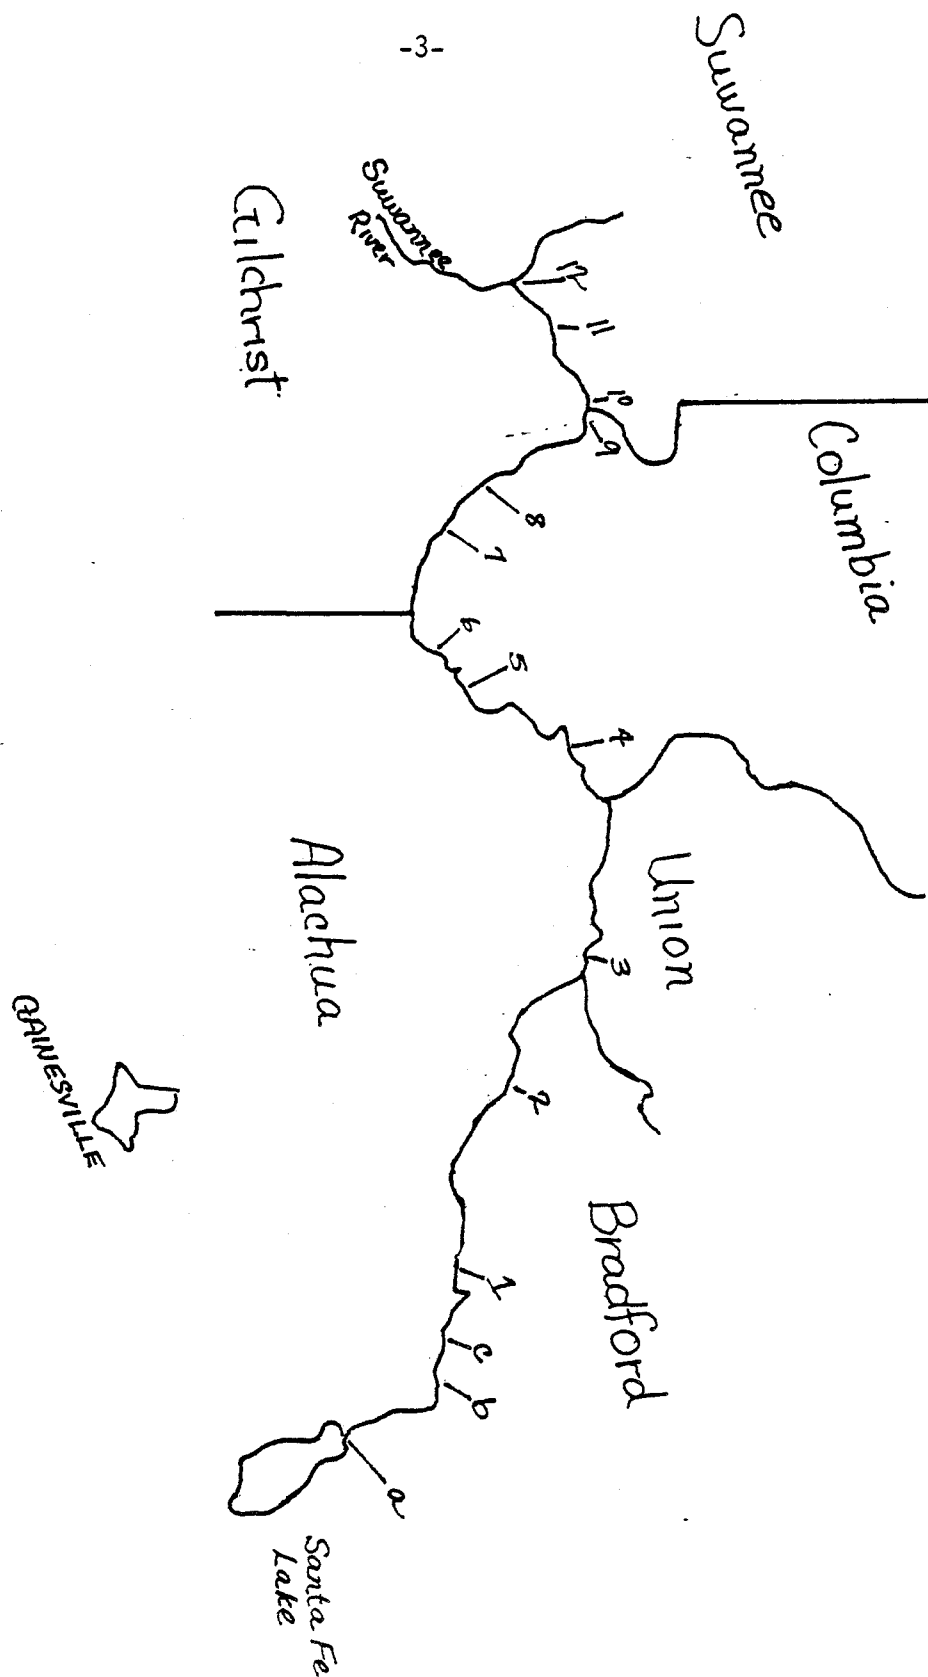 -3-
Suwannee
Columbia
Union
Bradford
Gilchrist
Alachua
Suwannee
River
GAINESVILLE
Santa Fe
Lake
12
11
10
9
8
7
6
5
4
3
2
1
c
b
a